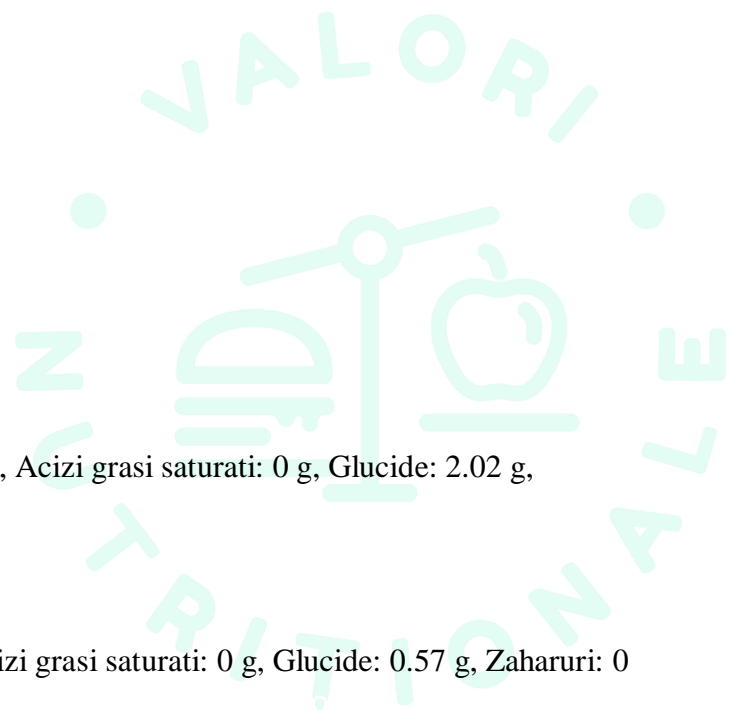 VALORI
NUTRITIONALE
, Acizi grasi saturati: 0 g, Glucide: 2.02 g,
izi grasi saturati: 0 g, Glucide: 0.57 g, Zaharuri: 0